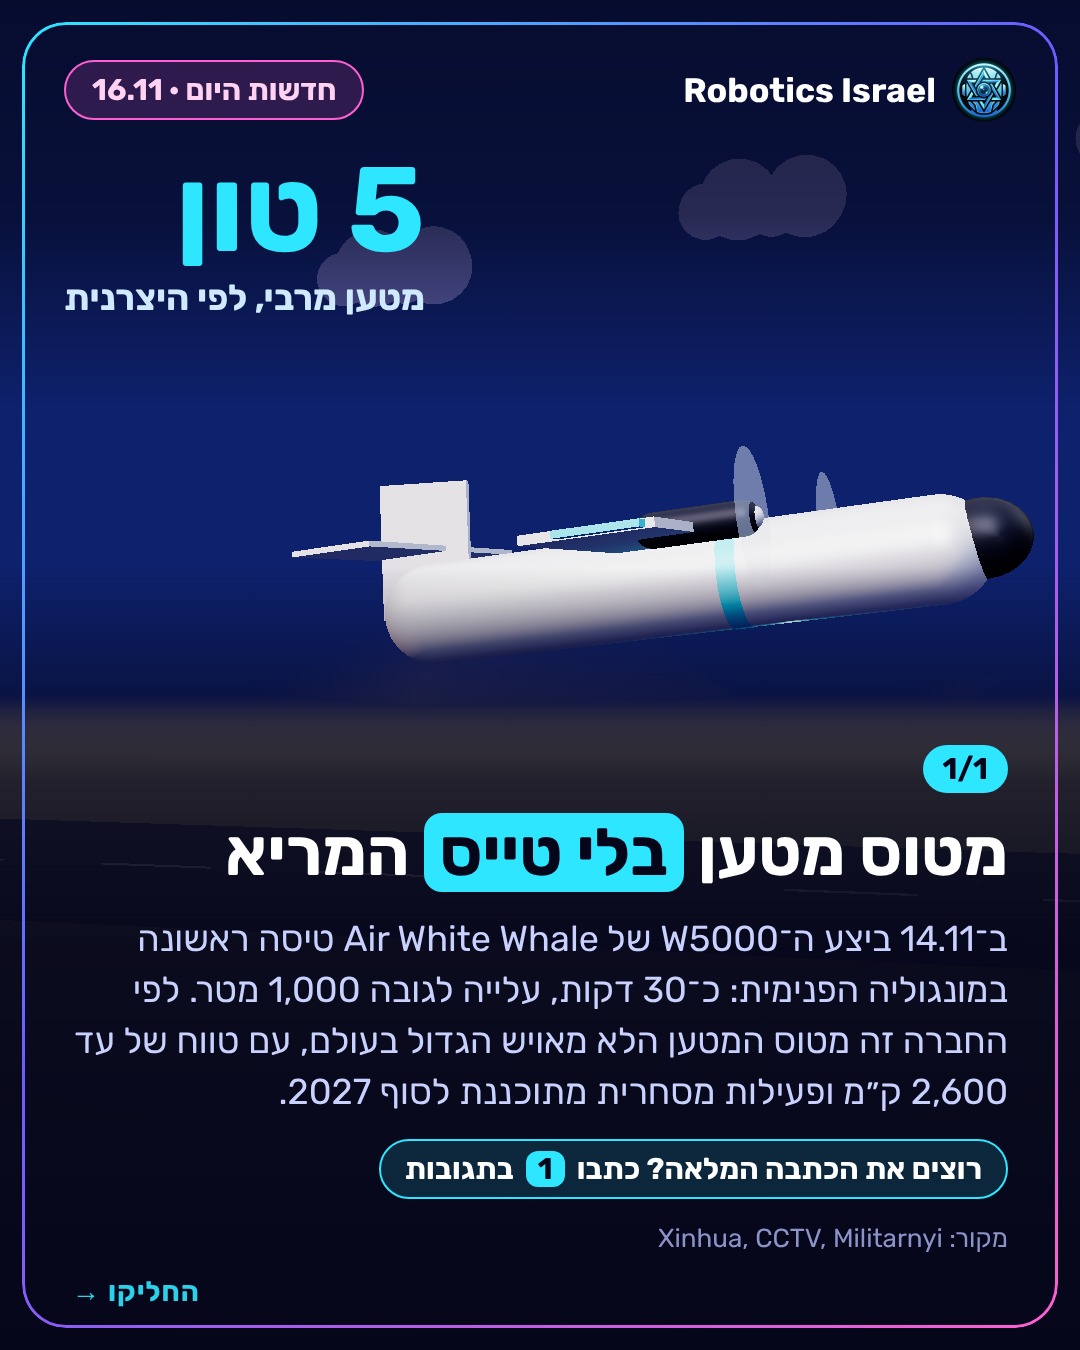 Robotics Israel
חדשות היום • 16.11
5 טון
מטען מרבי, לפי היצרנית
1/1
מטוס מטען בלי טייס המריא
ב־14.11 ביצע ה־W5000 של Air White Whale טיסה ראשונה
במונגוליה הפנימית: כ־30 דקות, עלייה לגובה 1,000 מטר. לפי
החברה זה מטוס המטען הלא מאויש הגדול בעולם, עם טווח של עד
2,600 ק״מ ופעילות מסחרית מתוכננת לסוף 2027.
רוצים את הכתבה המלאה? כתבו 1 בתגובות
מקור: Xinhua, CCTV, Militarnyi
החליקו ←